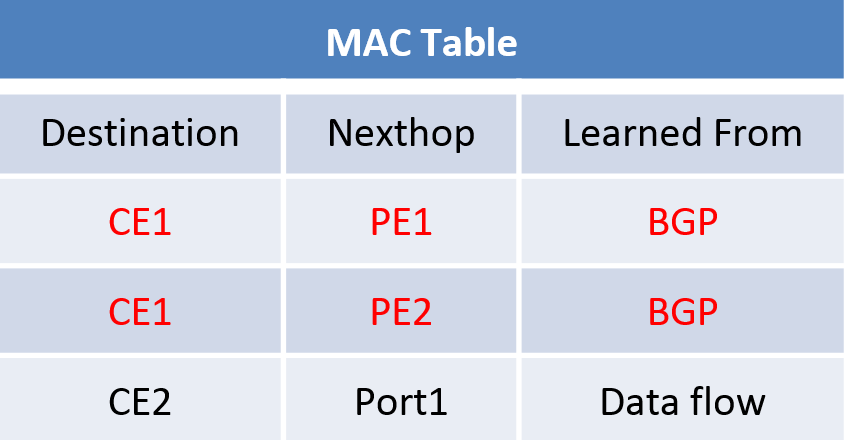 MAC Table
Destination Nexthop Learned From
CE1 PE1 BGP
CE1 PE2 BGP
CE2 Port1 Data flow